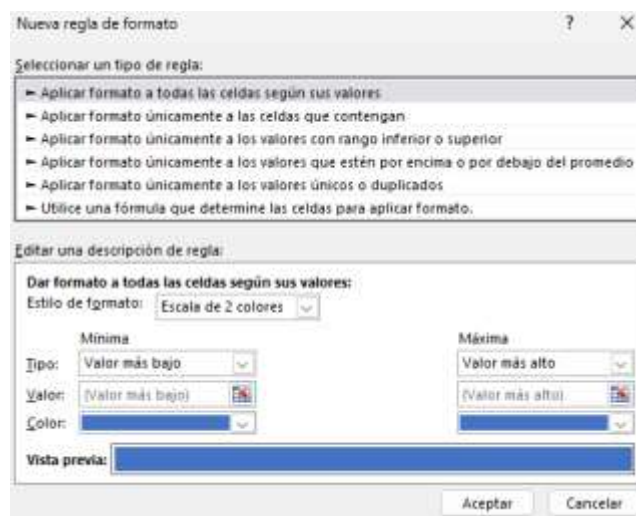 Nueva regla de formato ? ×
Seleccionar un tipo de regla:
► Aplicar formato a todas las celdas según sus valores
► Aplicar formato únicamente a las celdas que contengan
► Aplicar formato únicamente a los valores con rango inferior o superior
► Aplicar formato únicamente a los valores que estén por encima o por debajo del promedio
► Aplicar formato únicamente a los valores únicos o duplicados
► Utilice una fórmula que determine las celdas para aplicar formato.
Editar una descripción de regla:
Dar formato a todas las celdas según sus valores:
Estilo de formato: Escala de 2 colores
Mínima Máxima
Tipo: Valor más bajo Valor más alto
Valor: (Valor más bajo) (Valor más alto)
Color:
Vista previa:
Aceptar Cancelar